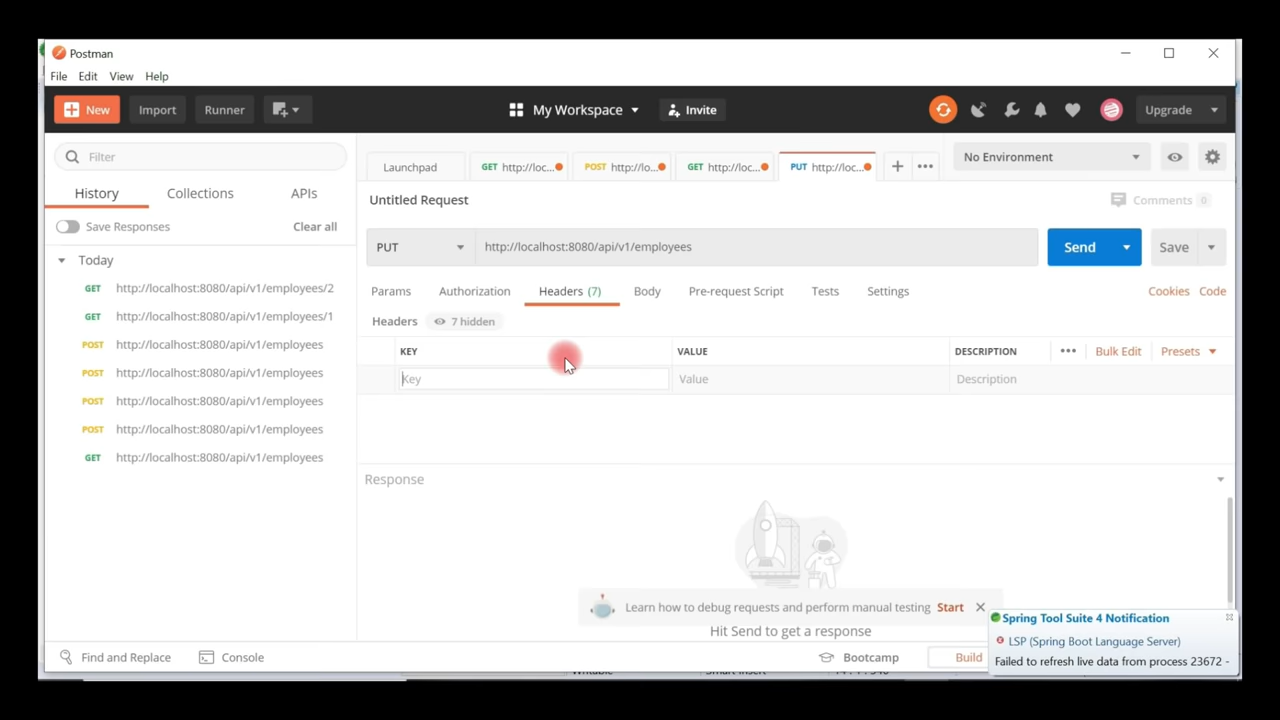 Postman
File Edit View Help
New Import Runner My Workspace Invite Upgrade
Filter
Launchpad GET http://loc... POST http://lo... GET http://loc... PUT http://loc... No Environment
History Collections APIs
Untitled Request Comments 0
Save Responses Clear all
PUT http://localhost:8080/api/v1/employees Send Save
Today
GET http://localhost:8080/api/v1/employees/2
GET http://localhost:8080/api/v1/employees/1
POST http://localhost:8080/api/v1/employees
POST http://localhost:8080/api/v1/employees
POST http://localhost:8080/api/v1/employees
POST http://localhost:8080/api/v1/employees
GET http://localhost:8080/api/v1/employees
Params Authorization Headers (7) Body Pre-request Script Tests Settings Cookies Code
Headers 7 hidden
KEY VALUE DESCRIPTION Bulk Edit Presets
Key Value Description
Response
Learn how to debug requests and perform manual testing Start
Hit Send to get a response
Spring Tool Suite 4 Notification
LSP (Spring Boot Language Server)
Failed to refresh live data from process 23672 -
Find and Replace Console Bootcamp Build